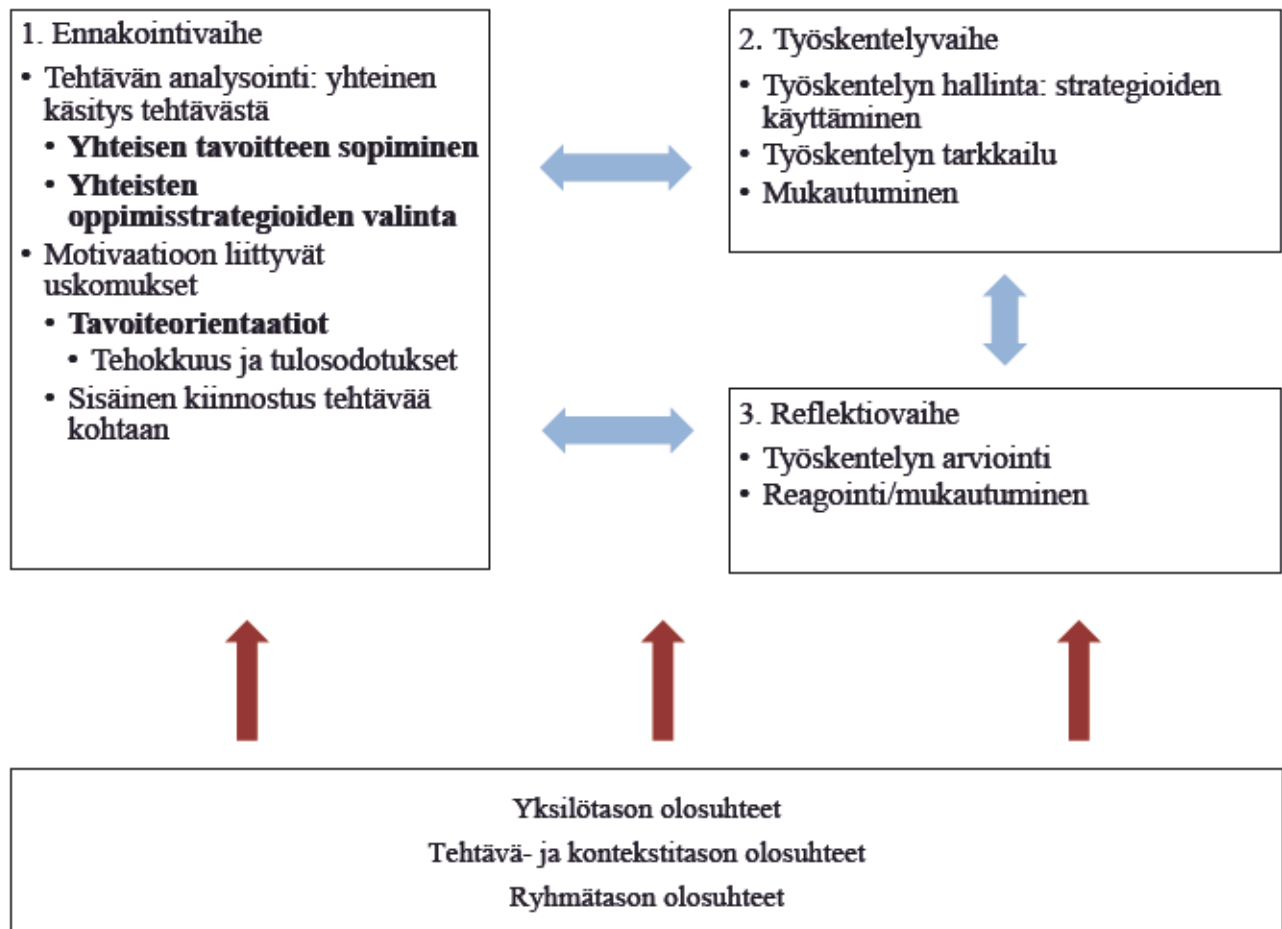 1. Ennakointivaihe
• Tehtävän analysointi: yhteinen
käsitys tehtävästä
• Yhteisen tavoitteen sopiminen
• Yhteisten
oppimisstrategioiden valinta
• Motivaatioon liittyvät
uskomukset
• Tavoiteorientaatiot
• Tehokkuus ja tulosodotukset
• Sisäinen kiinnostus tehtävää
kohtaan
2. Työskentelyvaihe
• Työskentelyn hallinta: strategioiden
käyttäminen
• Työskentelyn tarkkailu
• Mukautuminen
3. Reflektiovaihe
• Työskentelyn arviointi
• Reagointi/mukautuminen
Yksilötason olosuhteet
Tehtävä- ja kontekstitason olosuhteet
Ryhmätason olosuhteet